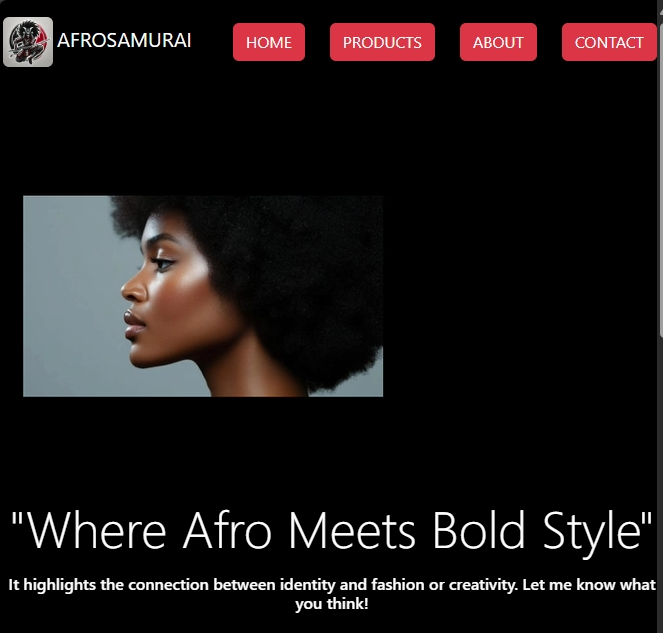 AFROSAMURAI HOME PRODUCTS ABOUT CONTACT
"Where Afro Meets Bold Style"
It highlights the connection between identity and fashion or creativity. Let me know what
you think!